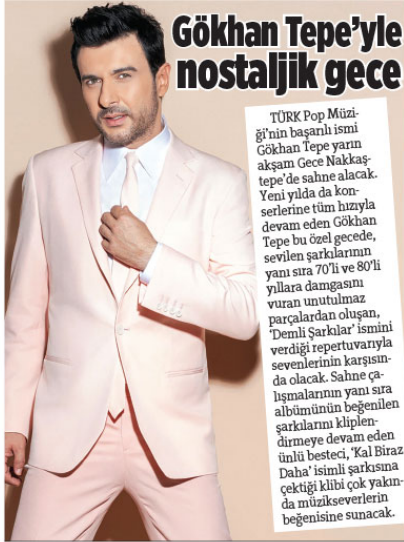 Gökhan Tepe'yle
nostaljik gece
TÜRK Pop Müzi-
ği'nin başarılı ismi
Gökhan Tepe yarın
akşam Gece Nakkaş-
tepe'de sahne alacak.
Yeni yılda da kon-
serlerine tüm hızıyla
devam eden Gökhan
Tepe bu özel gecede,
sevilen şarkılarının
yanı sıra 70'li ve 80'li
yıllara damgasını
vuran unutulmaz
parçalardan oluşan,
'Demli Şarkılar' ismini
verdiği repertuvarıyla
sevenlerinin karşısın-
da olacak. Sahne ça-
lışmalarının yanı sıra
albümünün beğenilen
şarkılarını kliplen-
dirmeye devam eden
ünlü besteci, 'Kal Biraz
Daha' isimli şarkısına
çektiği klibi çok yakın-
da müzikseverlerin
beğenisine sunacak.